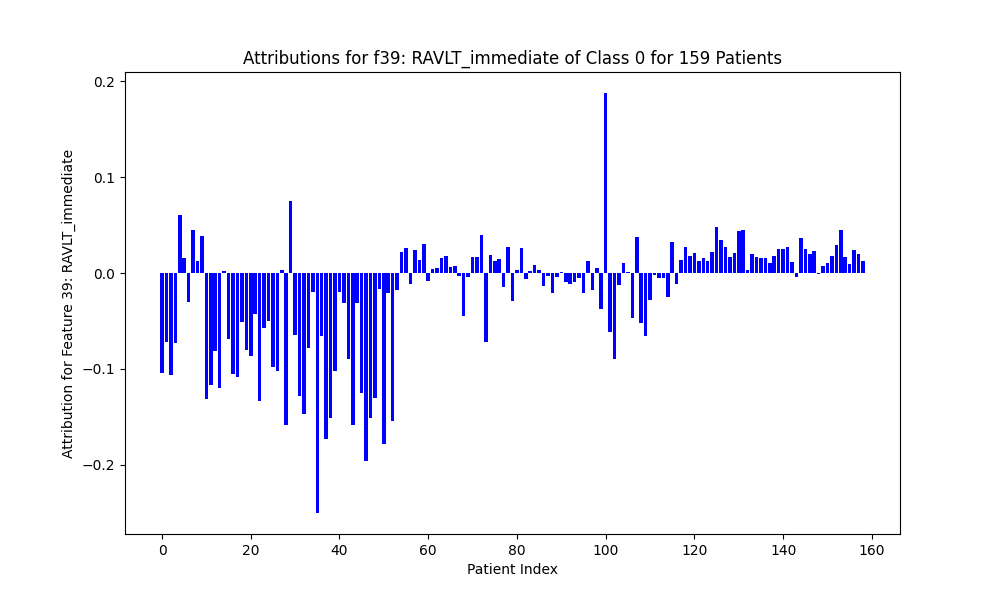 Attributions for f39: RAVLT_immediate of Class 0 for 159 Patients
Attribution for Feature 39: RAVLT_immediate
0.2
0.1
0.0
−0.1
−0.2
0 20 40 60 80 100 120 140 160
Patient Index